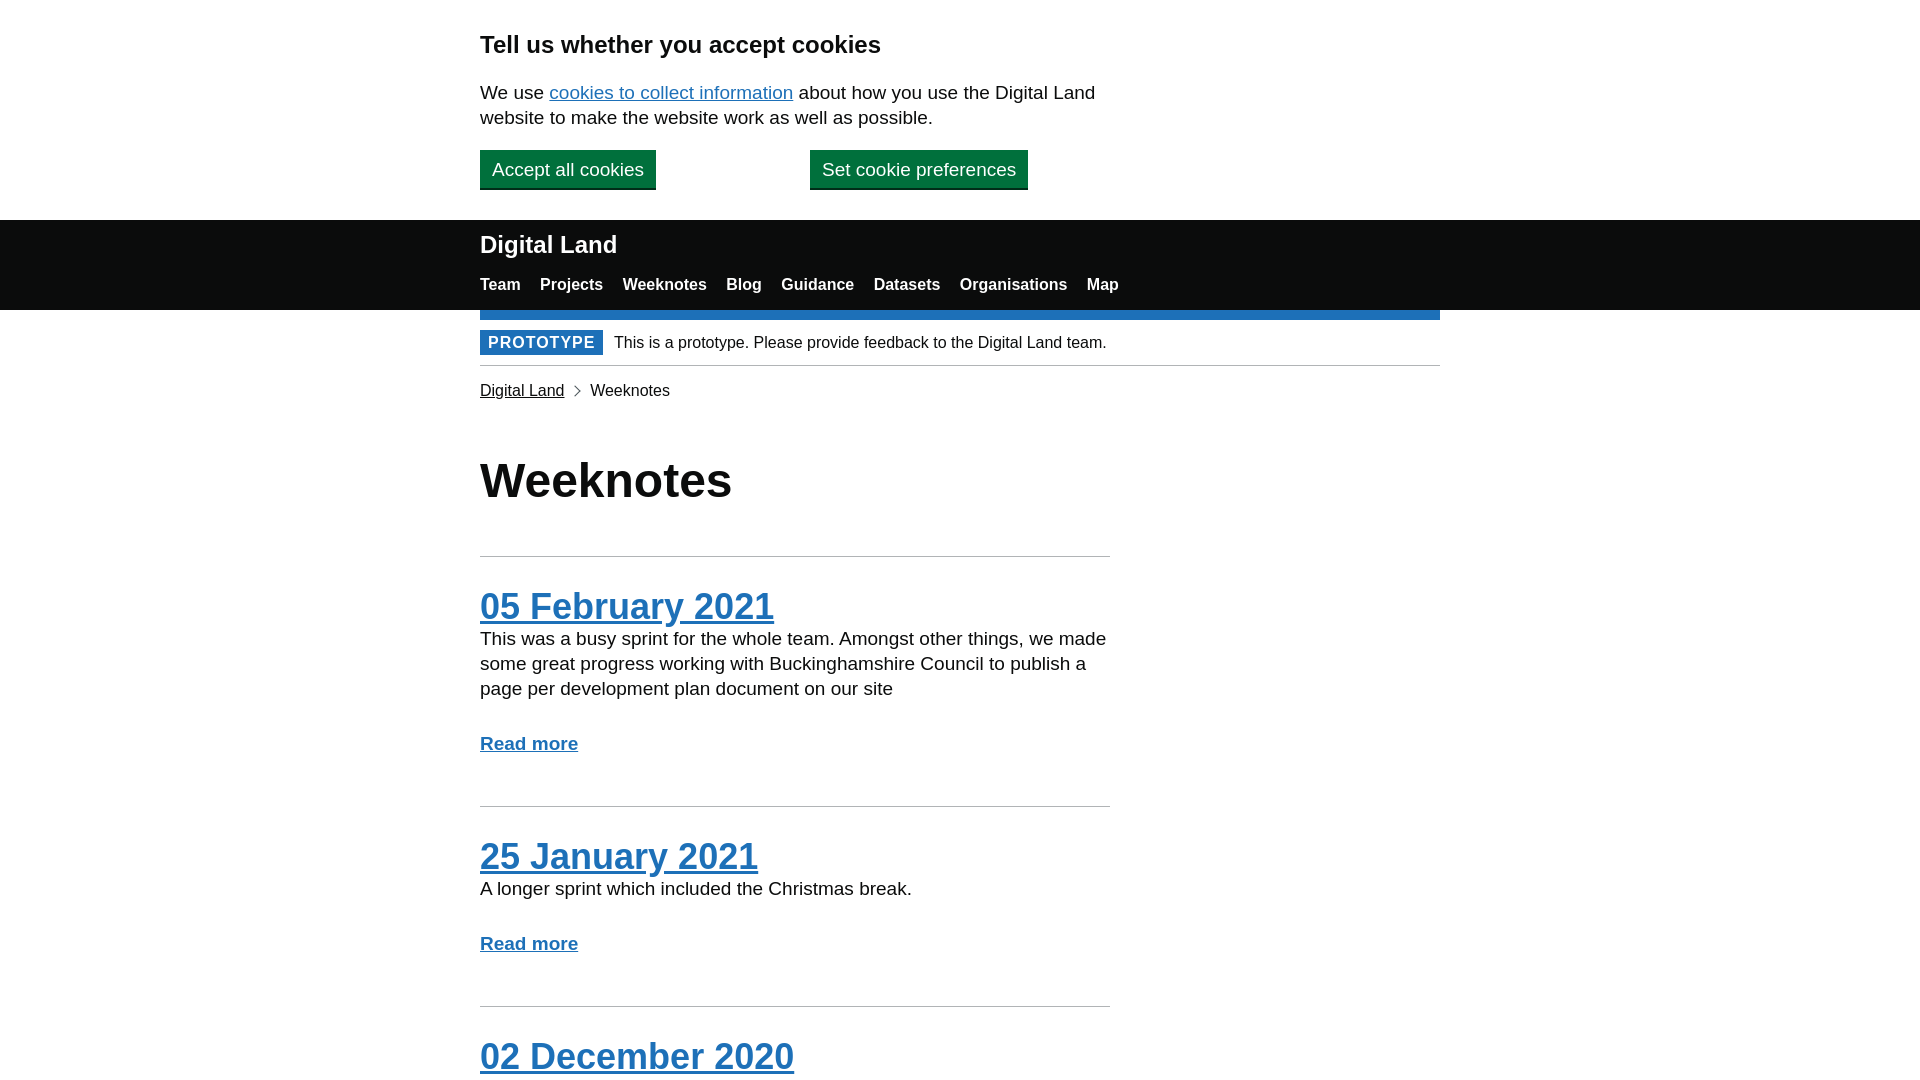 Tell us whether you accept cookies
We use cookies to collect information about how you use the Digital Land
website to make the website work as well as possible.
Accept all cookies
Set cookie preferences
Digital Land
Team Projects Weeknotes Blog Guidance Datasets Organisations Map
PROTOTYPE This is a prototype. Please provide feedback to the Digital Land team.
Digital Land Weeknotes
Weeknotes
05 February 2021
This was a busy sprint for the whole team. Amongst other things, we made
some great progress working with Buckinghamshire Council to publish a
page per development plan document on our site
Read more
25 January 2021
A longer sprint which included the Christmas break.
Read more
02 December 2020